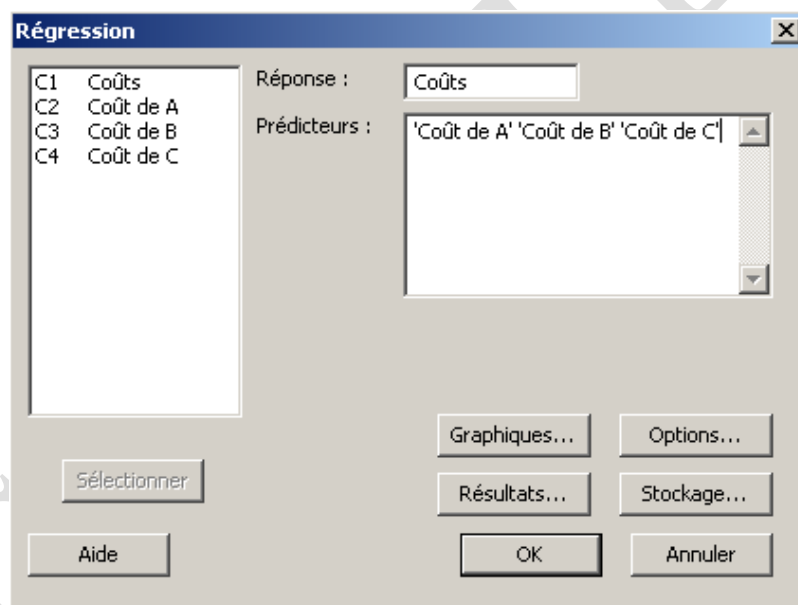 Régression
C1 Coûts
C2 Coût de A
C3 Coût de B
C4 Coût de C
Réponse :
Coûts
Prédicteurs :
'Coût de A' 'Coût de B' 'Coût de C'
Graphiques...
Options...
Sélectionner
Résultats...
Stockage...
Aide
OK
Annuler